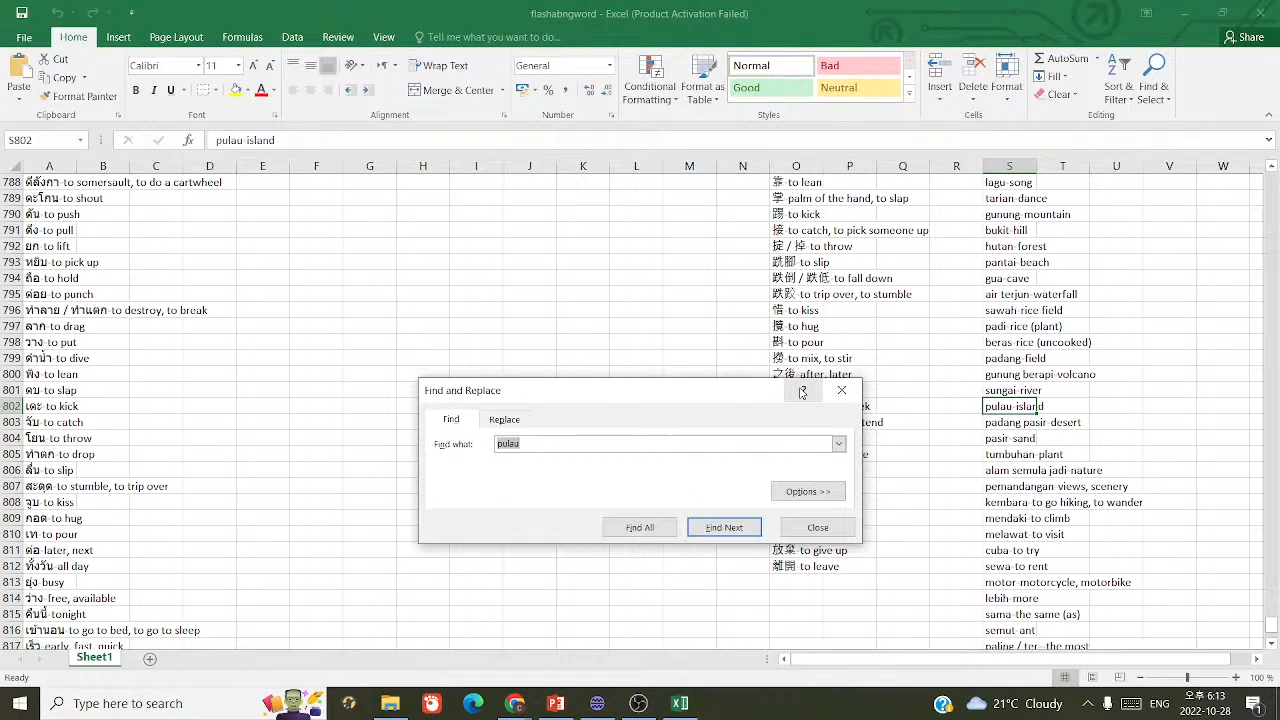 flashabngword - Excel (Product Activation Failed)
File Home Insert Page Layout Formulas Data Review View Tell me what you want to do... Share
Cut
Copy
Format Painter
Paste
Clipboard
Calibri 11
B I U
Font
Wrap Text
Merge & Center
Alignment
General
Number
Conditional Formatting
Format as Table
Normal Bad
Good Neutral
Styles
Insert Delete Format
Cells
AutoSum
Fill
Clear
Sort & Filter
Find & Select
Editing
S802 fx pulau-island
A B C D E F G H I J K L M N O P Q R S T U V W
788 ตีลังกา-to somersault, to do a cartwheel 靠-to lean lagu-song
789 ตะโกน-to shout 掌-palm of the hand, to slap tarian-dance
790 ดัน-to push 踢-to kick gunung-mountain
791 ดึง-to pull 接-to catch, to pick someone up bukit-hill
792 ยก-to lift 掟 / 掉-to throw hutan-forest
793 หยิบ-to pick up 跣腳-to slip pantai-beach
794 ถือ-to hold 跌倒 / 跌低-to fall down gua-cave
795 ต่อย-to punch 跌跤-to trip over, to stumble air terjun-waterfall
796 ทำลาย / ทำแตก-to destroy, to break 惜-to kiss sawah-rice field
797 ลาก-to drag 攬-to hug padi-rice (plant)
798 วาง-to put 斟-to pour beras-rice (uncooked)
799 ดำน้ำ-to dive 撈-to mix, to stir padang-field
800 พิง-to lean 之後-after, later gunung berapi-volcano
801 ตบ-to slap sungai-river
802 เตะ-to kick pulau-island
803 จับ-to catch padang pasir-desert
804 โยน-to throw pasir-sand
805 ทำตก-to drop tumbuhan-plant
806 ลื่น-to slip alam semula jadi-nature
807 สะดุด-to stumble, to trip over pemandangan-views, scenery
808 จูบ-to kiss kembara-to go hiking, to wander
809 กอด-to hug mendaki-to climb
810 เท-to pour melawat-to visit
811 ต่อ-later, next 放棄-to give up cuba-to try
812 ทั้งวัน-all day 離開-to leave sewa-to rent
813 ยุ่ง-busy motor-motorcycle, motorbike
814 ว่าง-free, available lebih-more
815 คืนนี้-tonight sama-the same (as)
816 เข้านอน-to go to bed, to go to sleep semut-ant
817 เร็ว-early, fast, quick paling / ter--the most
Find and Replace
Find Replace
Find what: pulau
Options >>
Find All Find Next Close
Sheet1
Ready 100 %
Type here to search
21°C Cloudy ENG 오후 6:13
2022-10-28